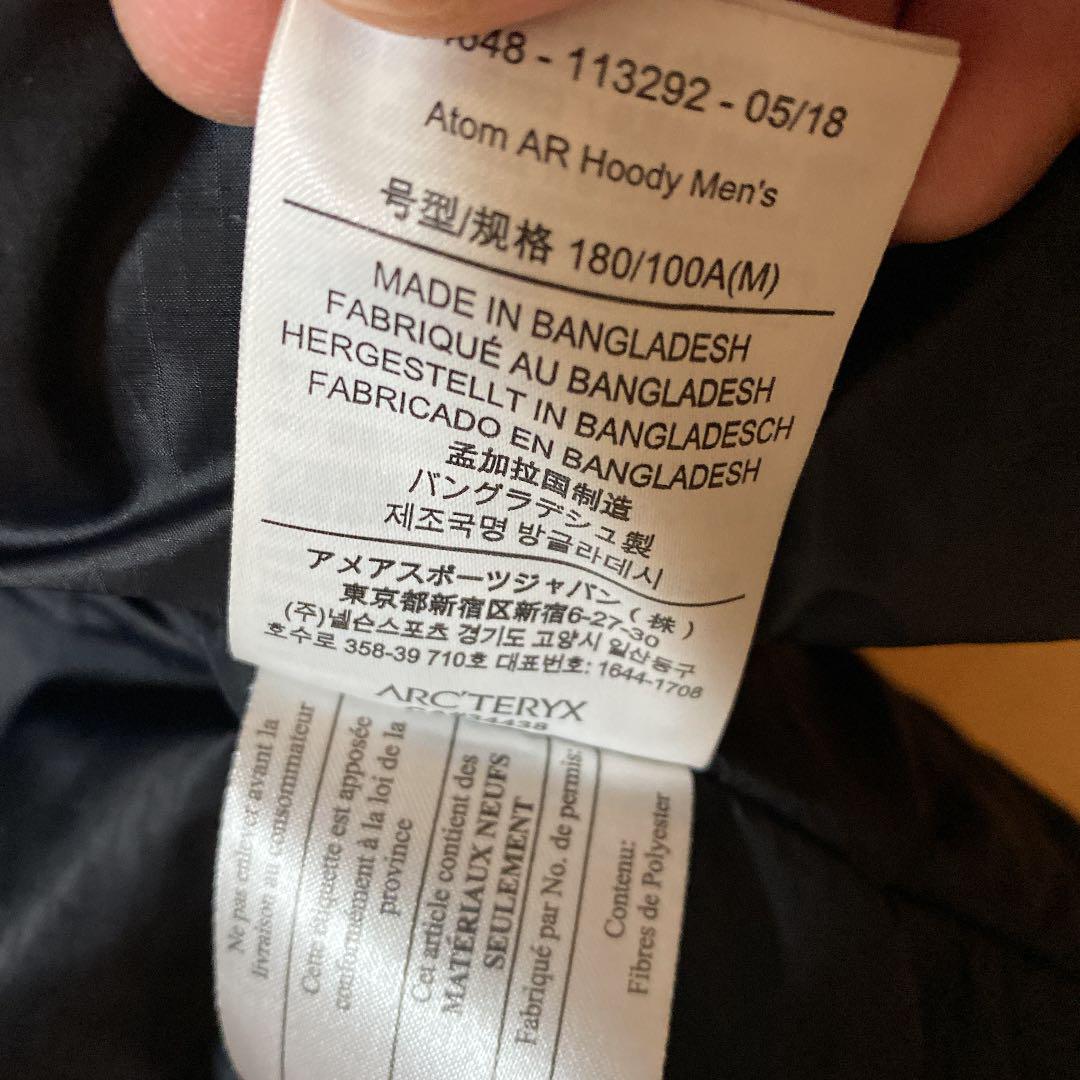 648 - 113292 - 05/18
Atom AR Hoody Men's
号型/规格 180/100A(M)
MADE IN BANGLADESH
FABRIQUÉ AU BANGLADESH
HERGESTELLT IN BANGLADESCH
FABRICADO EN BANGLADESH
孟加拉国制造
バングラデシュ製
제조국명 방글라데시
アメアスポーツジャパン(株)
東京都新宿区新宿6-27-30
(주)넬슨스포츠 경기도 고양시 일산동구
호수로 358-39 710호 대표번호: 1644-1708
ARC'TERYX
Ne pas enlever avant la
livraison au consommateur
Cette étiquette est apposée
conformément à la loi de la
province
Cet article contient des
MATÉRIAUX NEUFS
SEULEMENT
Fabriqué par No. de permis:
Contenu:
Fibres de Polyester